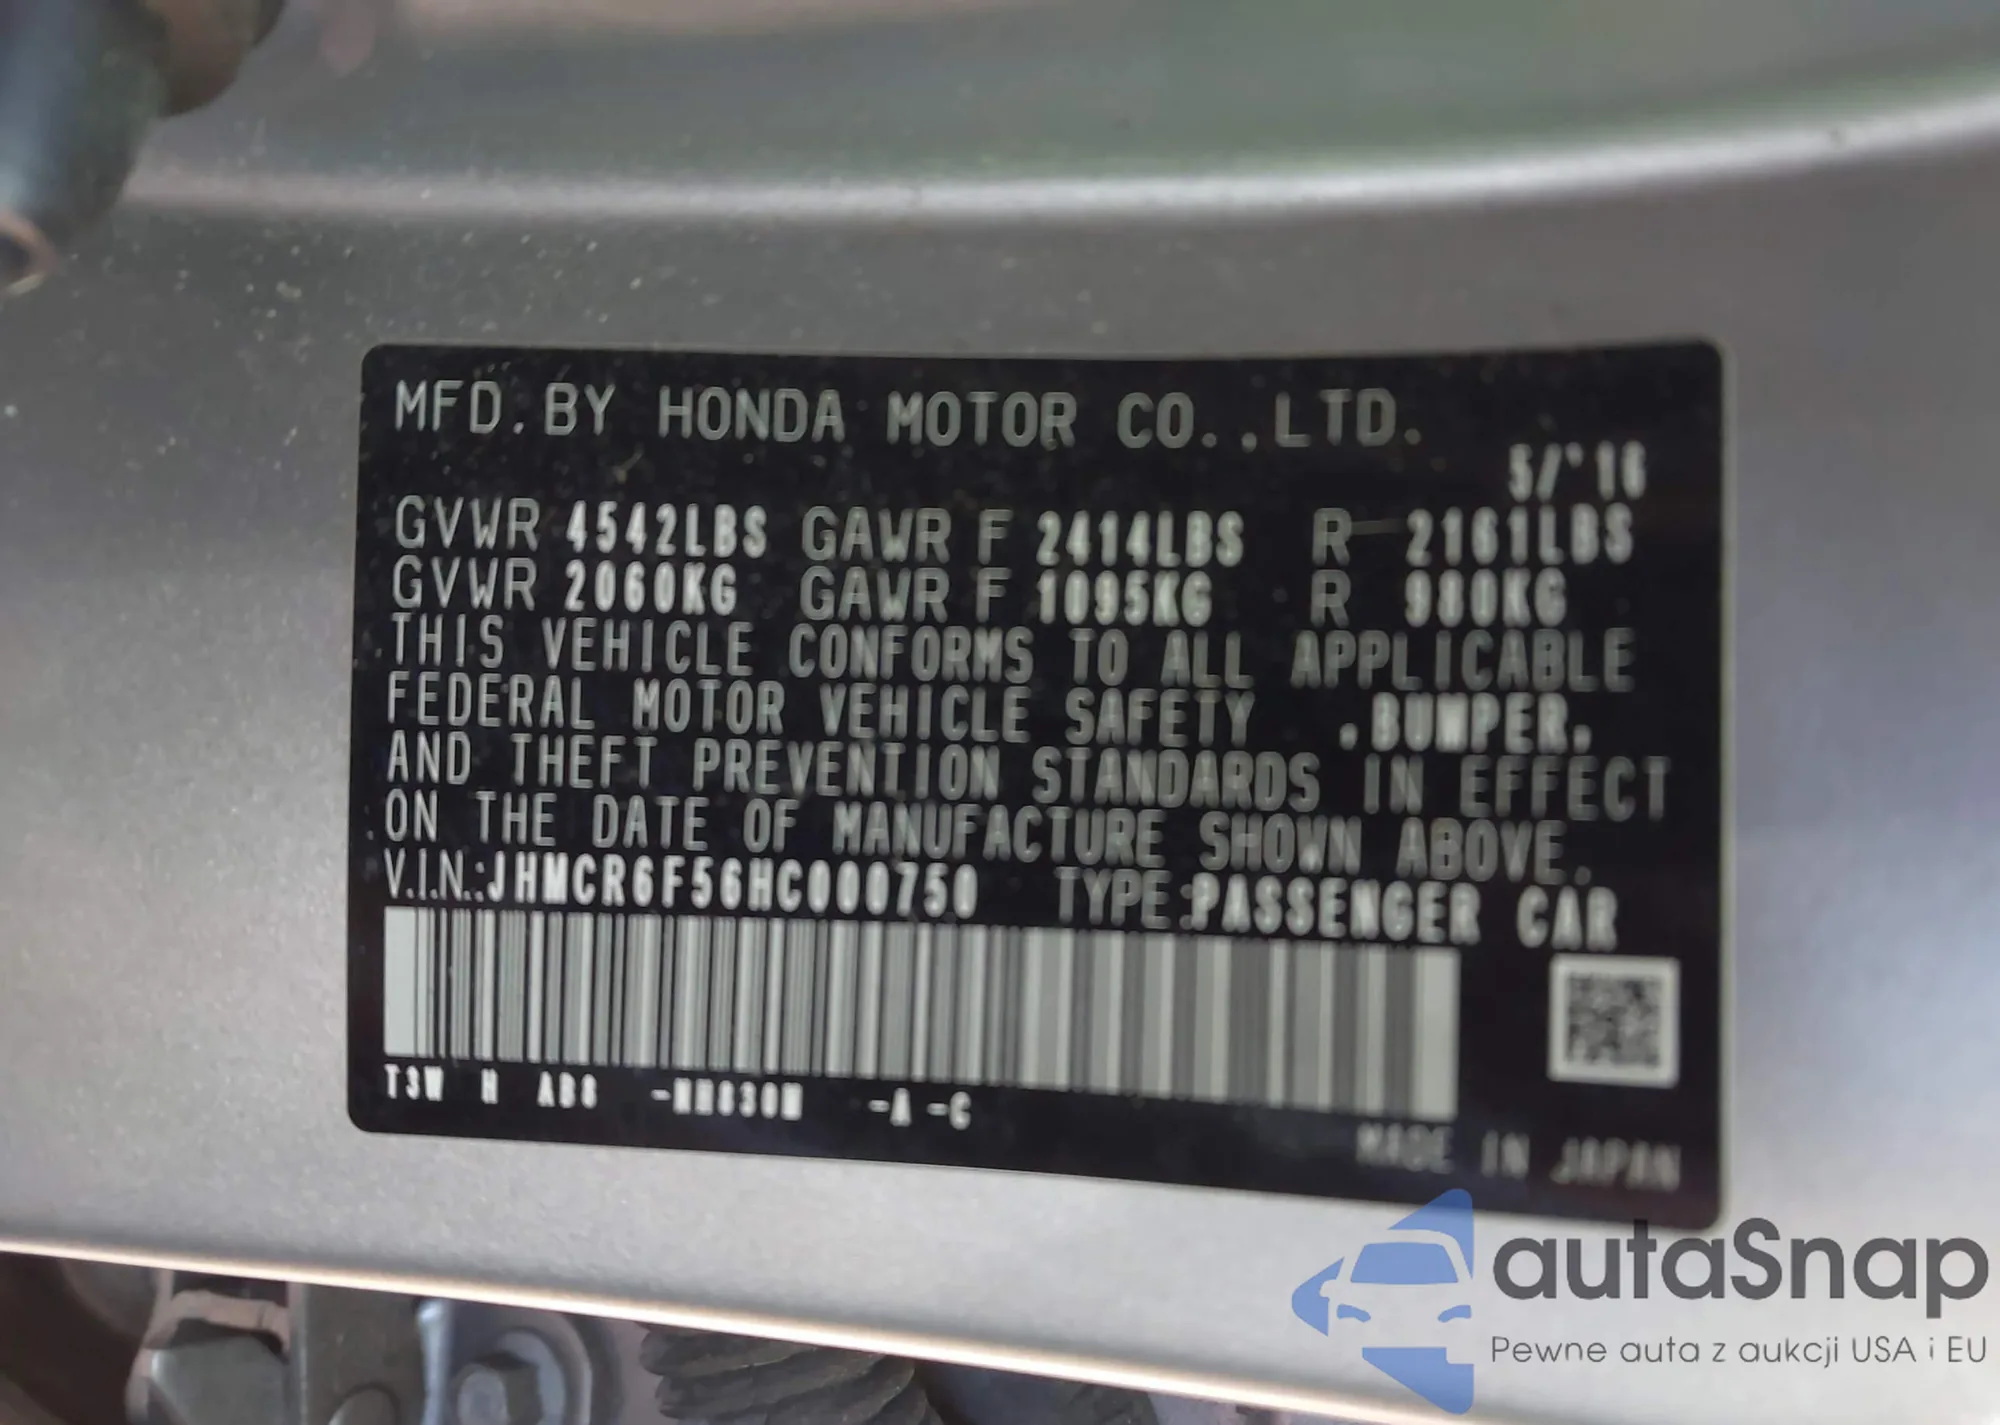 MFD. BY HONDA MOTOR CO., LTD.
5/'16
GVWR 4542LBS GAWR F 2414LBS R 2161LBS
GVWR 2060KG GAWR F 1095KG R 980KG
THIS VEHICLE CONFORMS TO ALL APPLICABLE
FEDERAL MOTOR VEHICLE SAFETY , BUMPER,
AND THEFT PREVENTION STANDARDS IN EFFECT
ON THE DATE OF MANUFACTURE SHOWN ABOVE.
V.I.N.:JHMCR6F56HC000750 TYPE:PASSENGER CAR
T3W -A -C
MADE IN JAPAN
autaSnap
Pewne auta z aukcji USA i EU